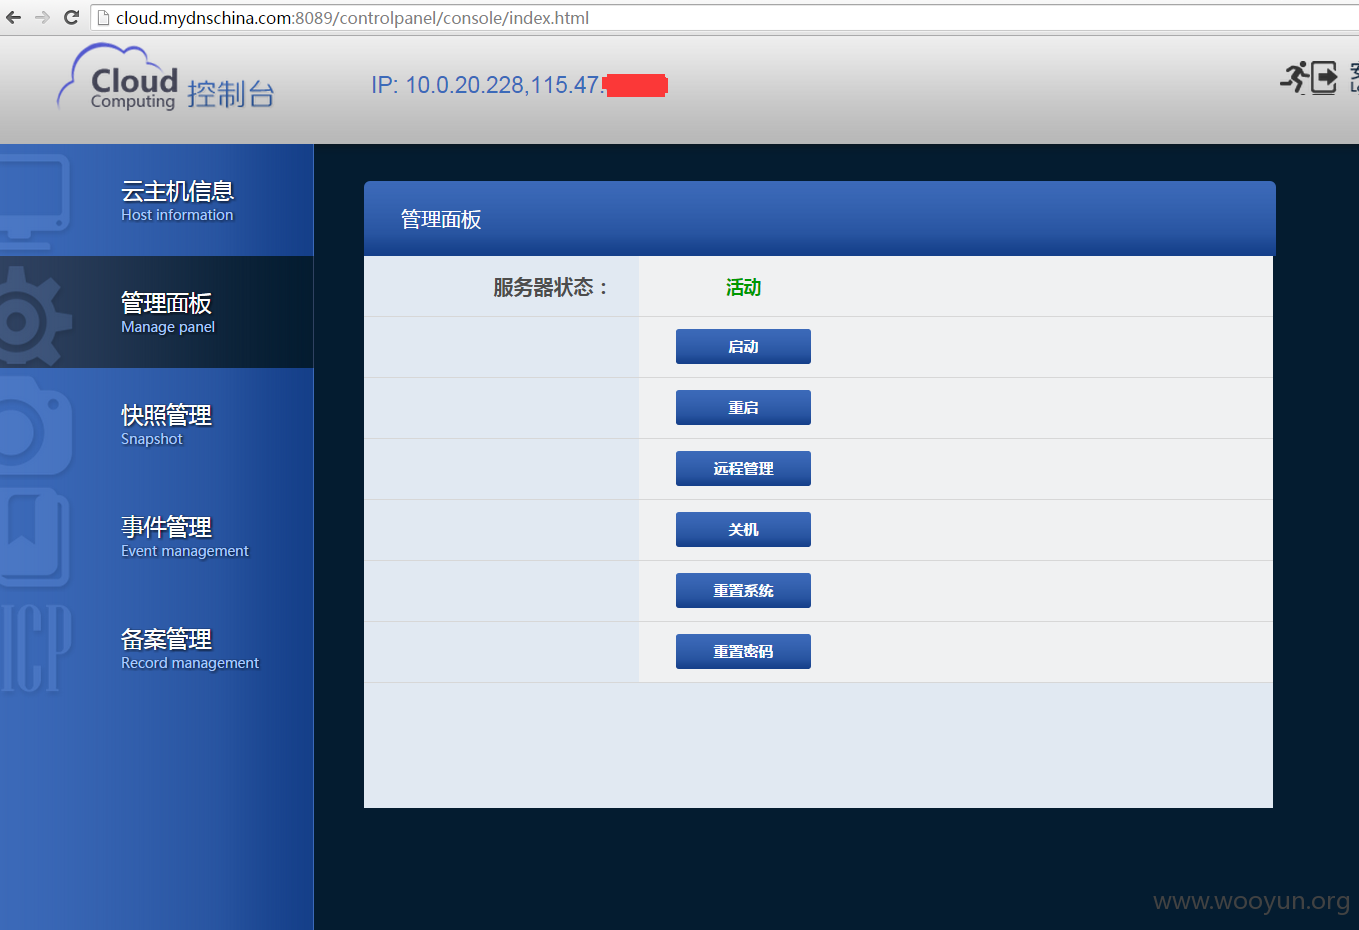 cloud.mydnschina.com:8089/controlpanel/console/index.html
Cloud
Computing 控制台
IP: 10.0.20.228,115.47.
云主机信息
Host information
管理面板
Manage panel
快照管理
Snapshot
事件管理
Event management
ICP
备案管理
Record management
管理面板
服务器状态：
活动
启动
重启
远程管理
关机
重置系统
重置密码
www.wooyun.org